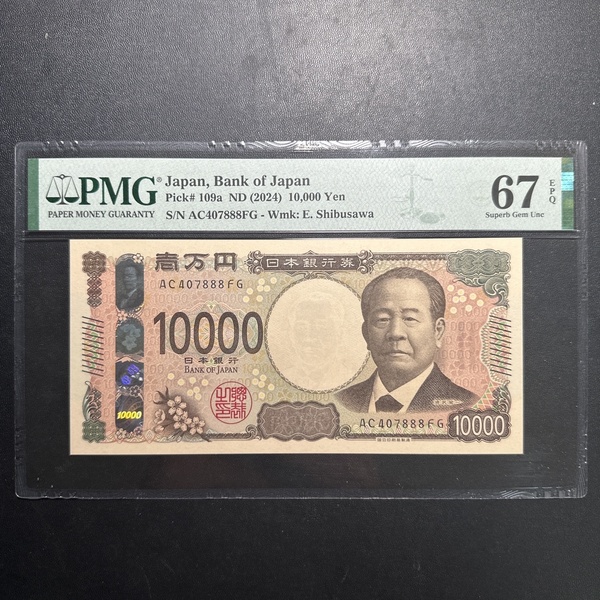 PMG®
PAPER MONEY GUARANTY
Japan, Bank of Japan
Pick# 109a ND (2024) 10,000 Yen
S/N AC407888FG - Wmk: E. Shibusawa
67
EPQ
Superb Gem Unc
壱万円
日本銀行券
AC407888FG
10000
日本銀行
BANK OF JAPAN
10000
AC407888FG
10000